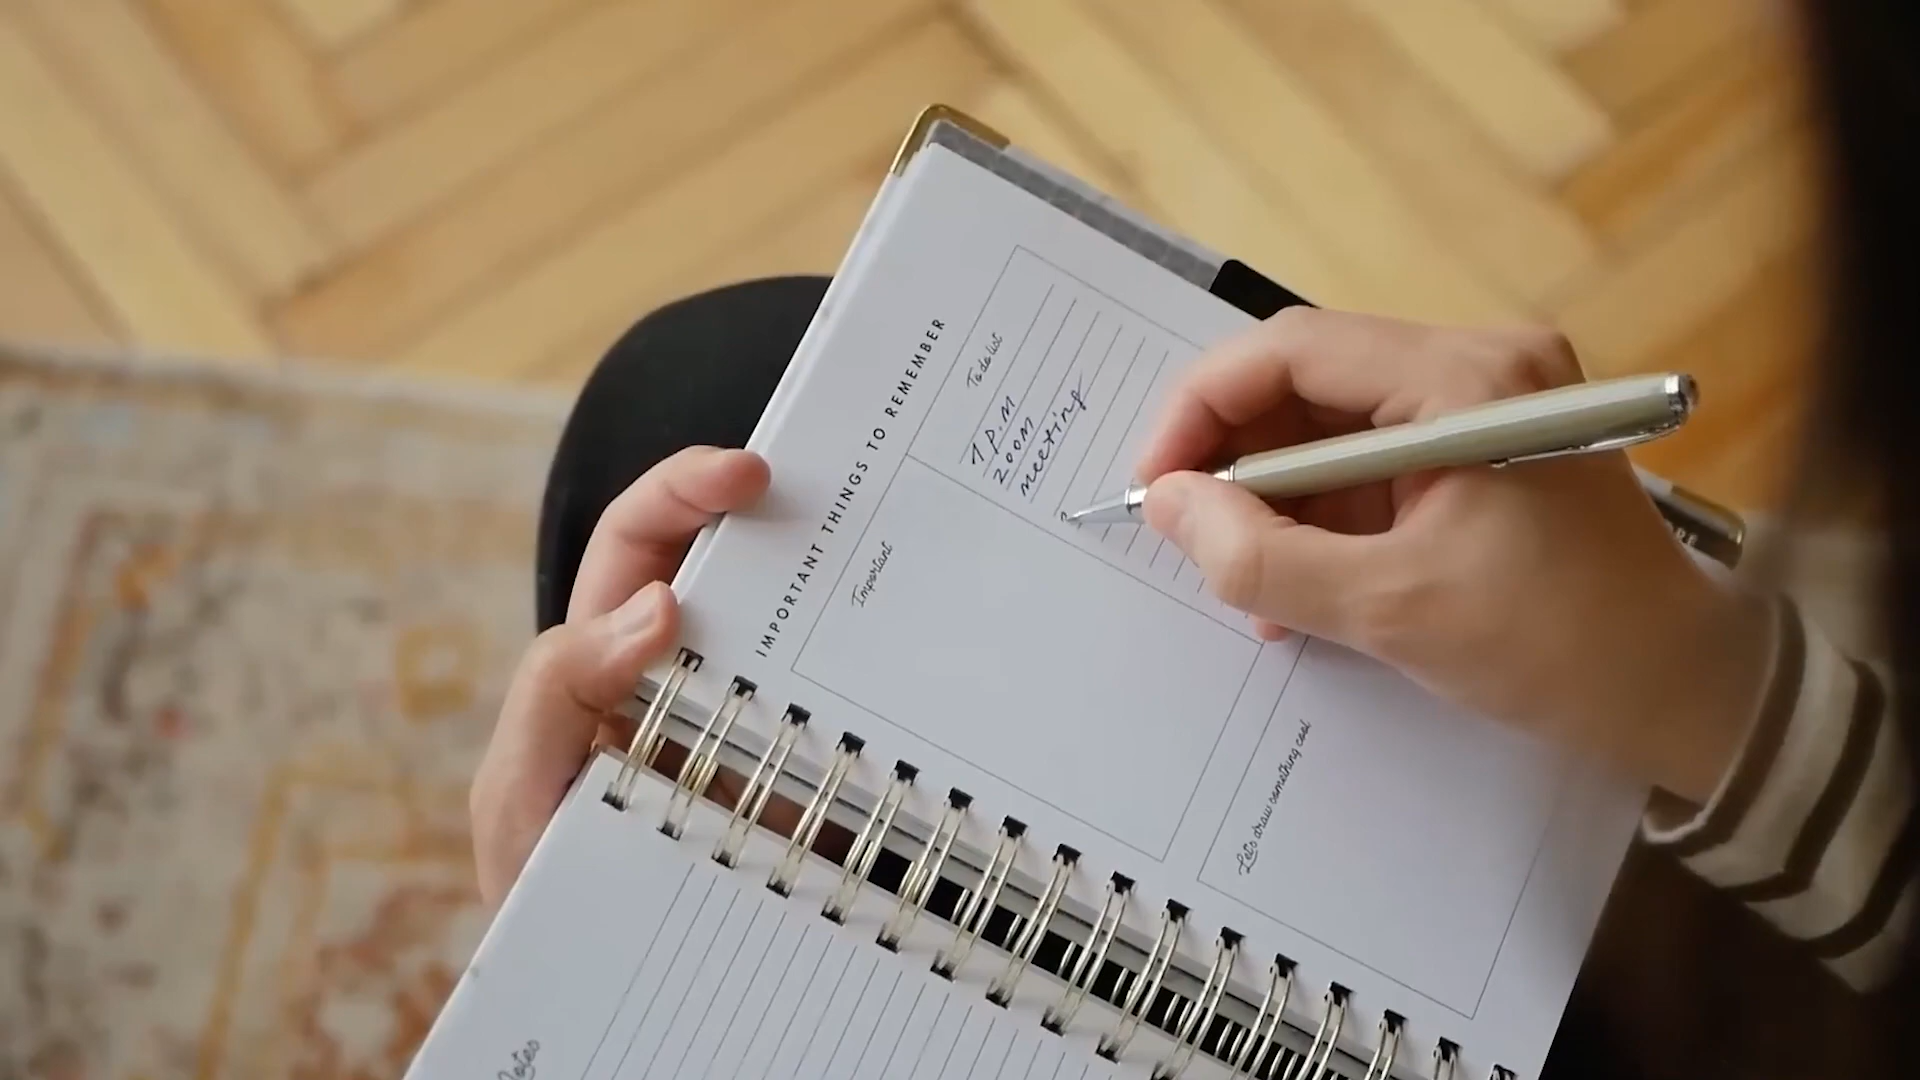 IMPORTANT THINGS TO REMEMBER
To do list
1 P.M
ZOOM
meeting
Important
Let's draw something cool
Notes